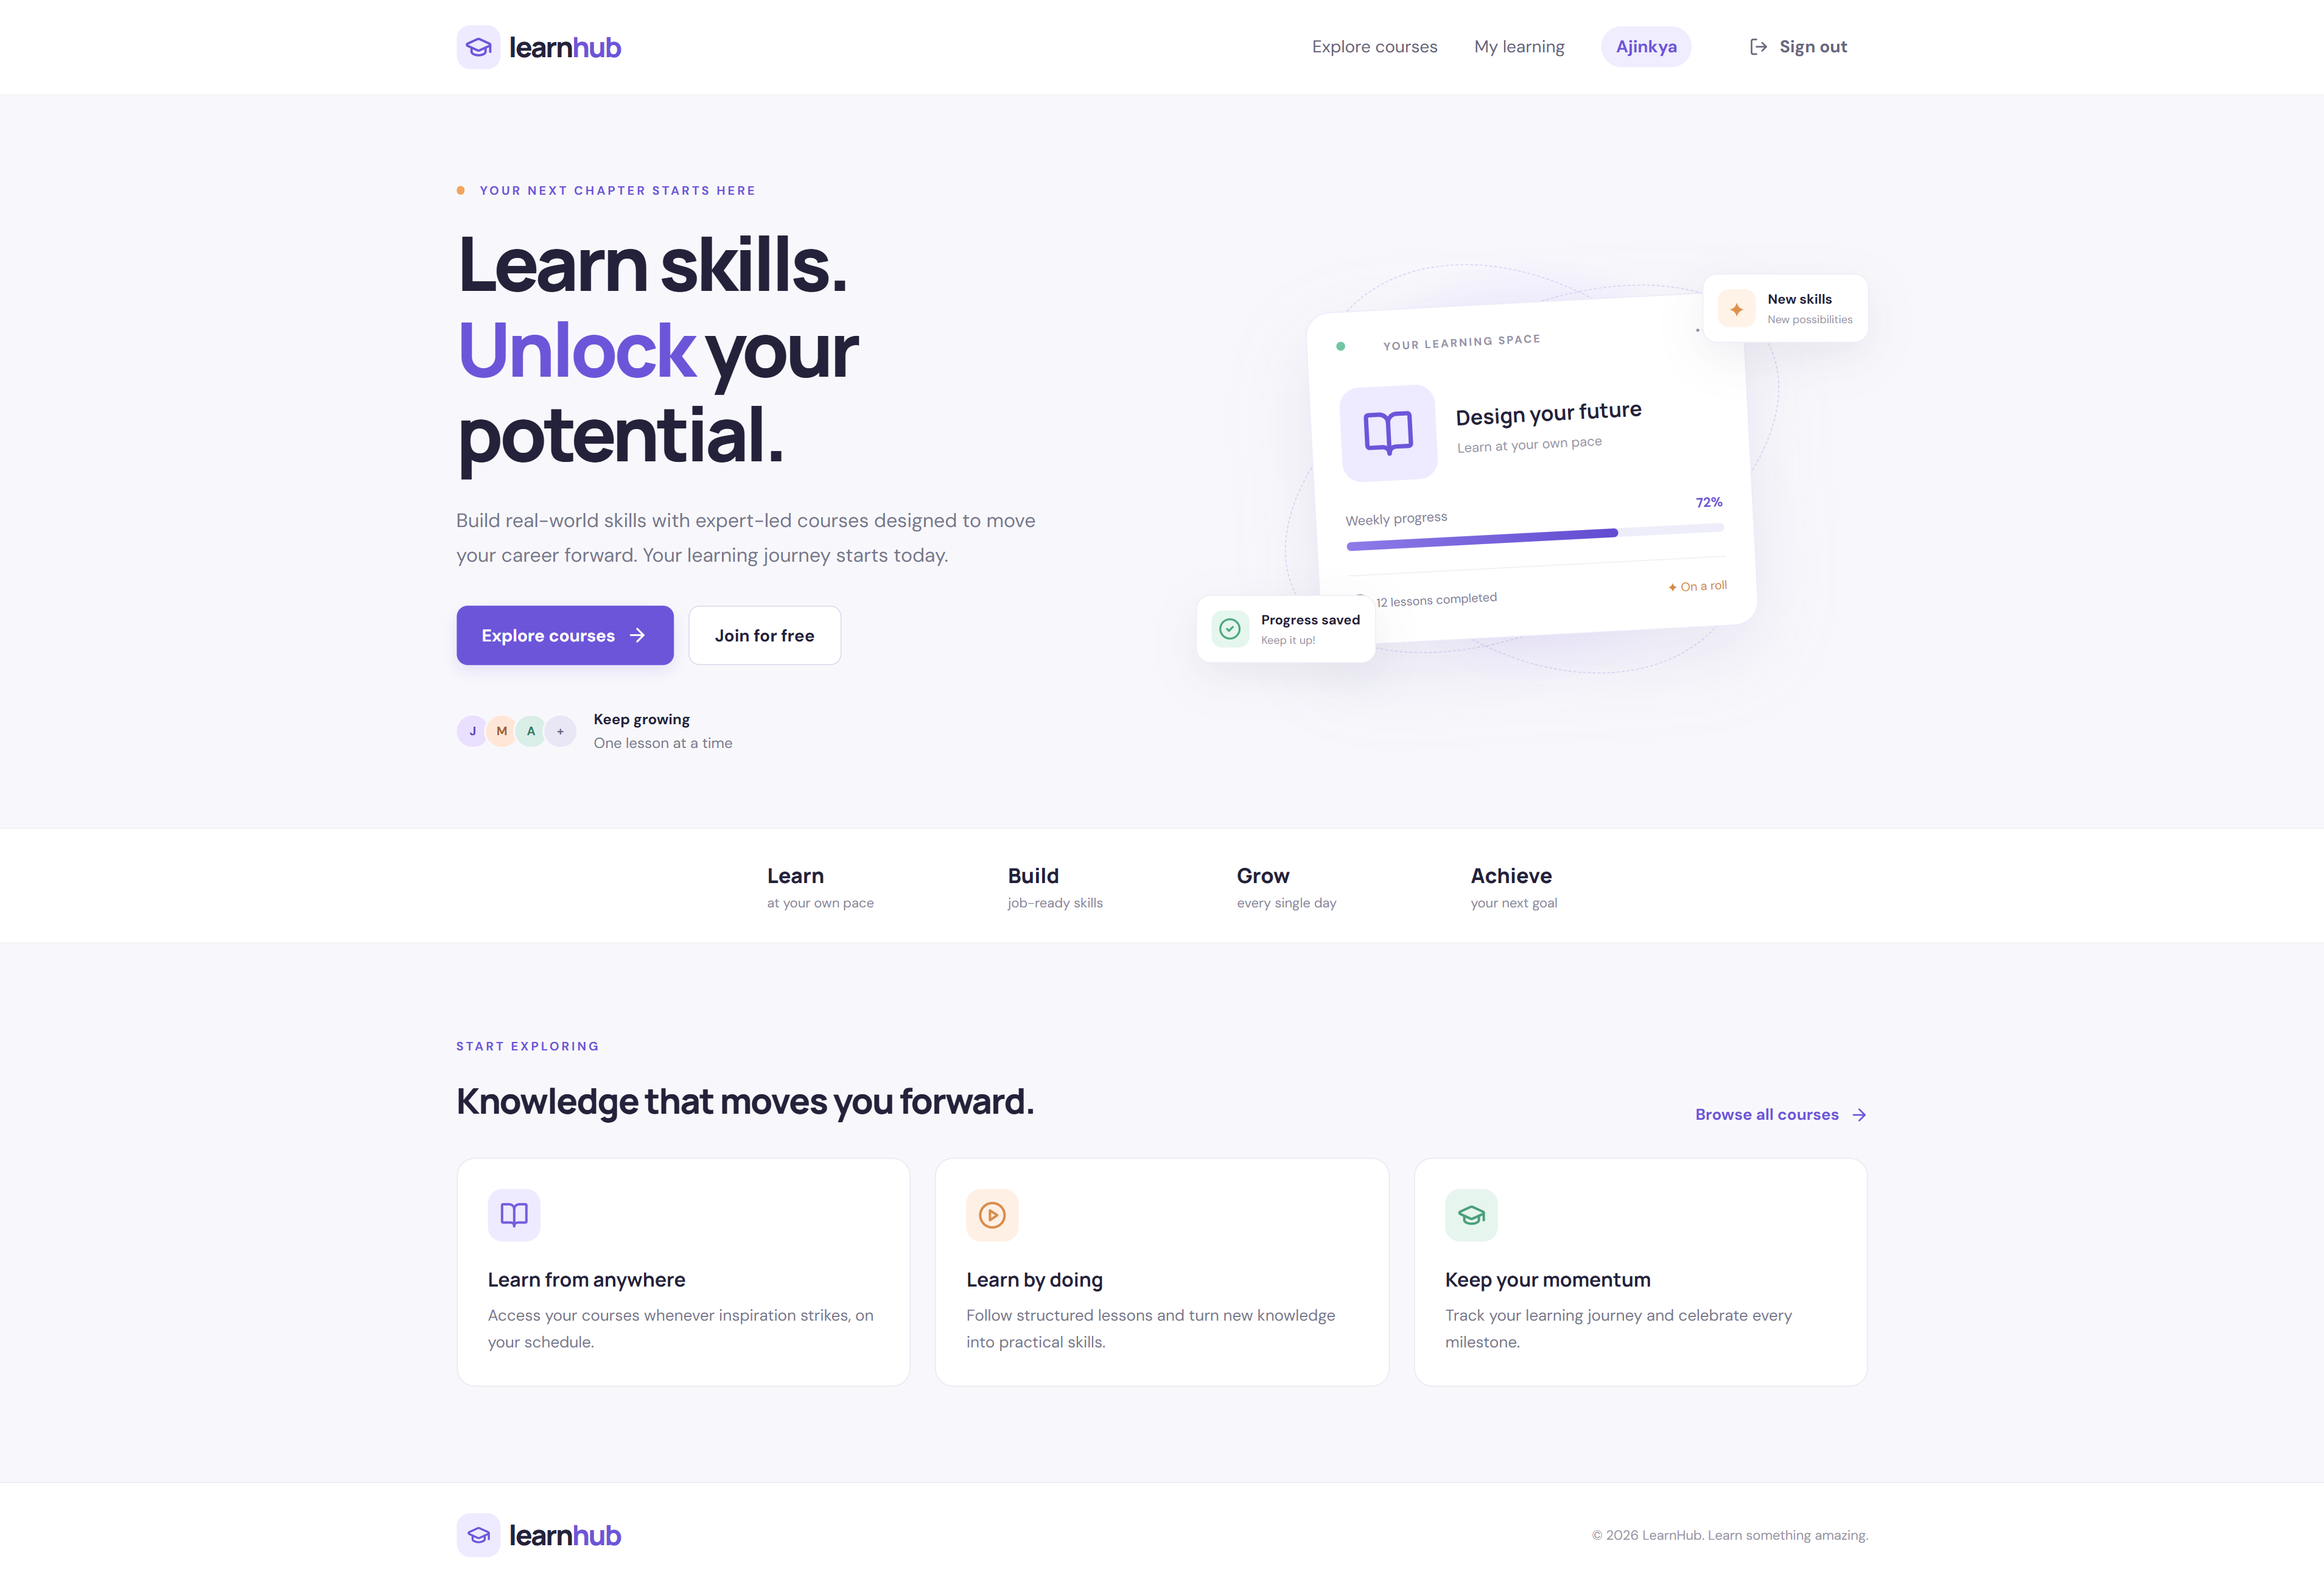 learnhub
Explore courses
My learning
Ajinkya
Sign out
YOUR NEXT CHAPTER STARTS HERE
Learn skills.
Unlock your
potential.
Build real-world skills with expert-led courses designed to move
your career forward. Your learning journey starts today.
Explore courses
Join for free
J M A +
Keep growing
One lesson at a time
New skills
New possibilities
YOUR LEARNING SPACE
Design your future
Learn at your own pace
Weekly progress
72%
12 lessons completed
On a roll
Progress saved
Keep it up!
Learn
at your own pace
Build
job-ready skills
Grow
every single day
Achieve
your next goal
START EXPLORING
Knowledge that moves you forward.
Browse all courses
Learn from anywhere
Access your courses whenever inspiration strikes, on
your schedule.
Learn by doing
Follow structured lessons and turn new knowledge
into practical skills.
Keep your momentum
Track your learning journey and celebrate every
milestone.
learnhub
© 2026 LearnHub. Learn something amazing.